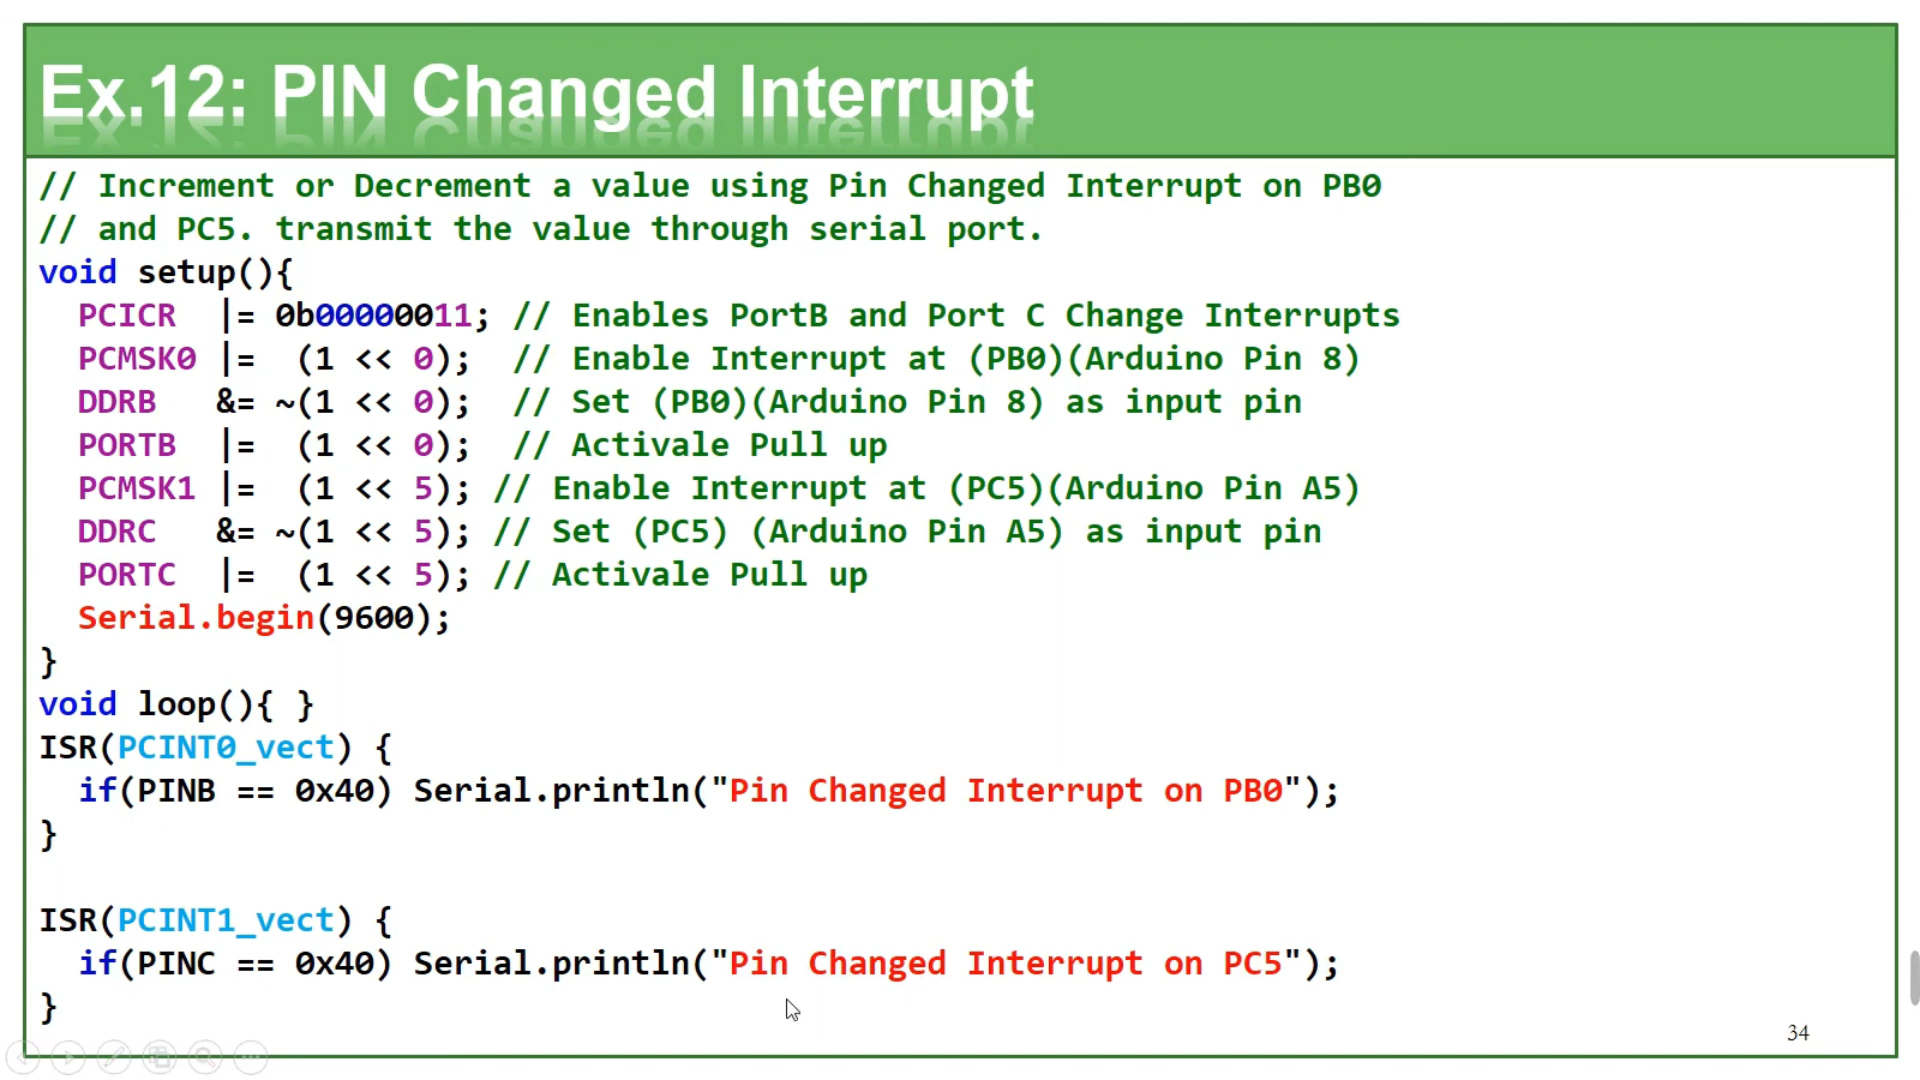 Ex.12: PIN Changed Interrupt
// Increment or Decrement a value using Pin Changed Interrupt on PB0
// and PC5. transmit the value through serial port.
void setup(){
  PCICR  |= 0b00000011; // Enables PortB and Port C Change Interrupts
  PCMSK0 |=  (1 << 0);  // Enable Interrupt at (PB0)(Arduino Pin 8)
  DDRB   &= ~(1 << 0);  // Set (PB0)(Arduino Pin 8) as input pin
  PORTB  |=  (1 << 0);  // Activale Pull up
  PCMSK1 |=  (1 << 5); // Enable Interrupt at (PC5)(Arduino Pin A5)
  DDRC   &= ~(1 << 5); // Set (PC5) (Arduino Pin A5) as input pin
  PORTC  |=  (1 << 5); // Activale Pull up
  Serial.begin(9600);
}
void loop(){ }
ISR(PCINT0_vect) {
  if(PINB == 0x40) Serial.println("Pin Changed Interrupt on PB0");
}
ISR(PCINT1_vect) {
  if(PINC == 0x40) Serial.println("Pin Changed Interrupt on PC5");
}
34